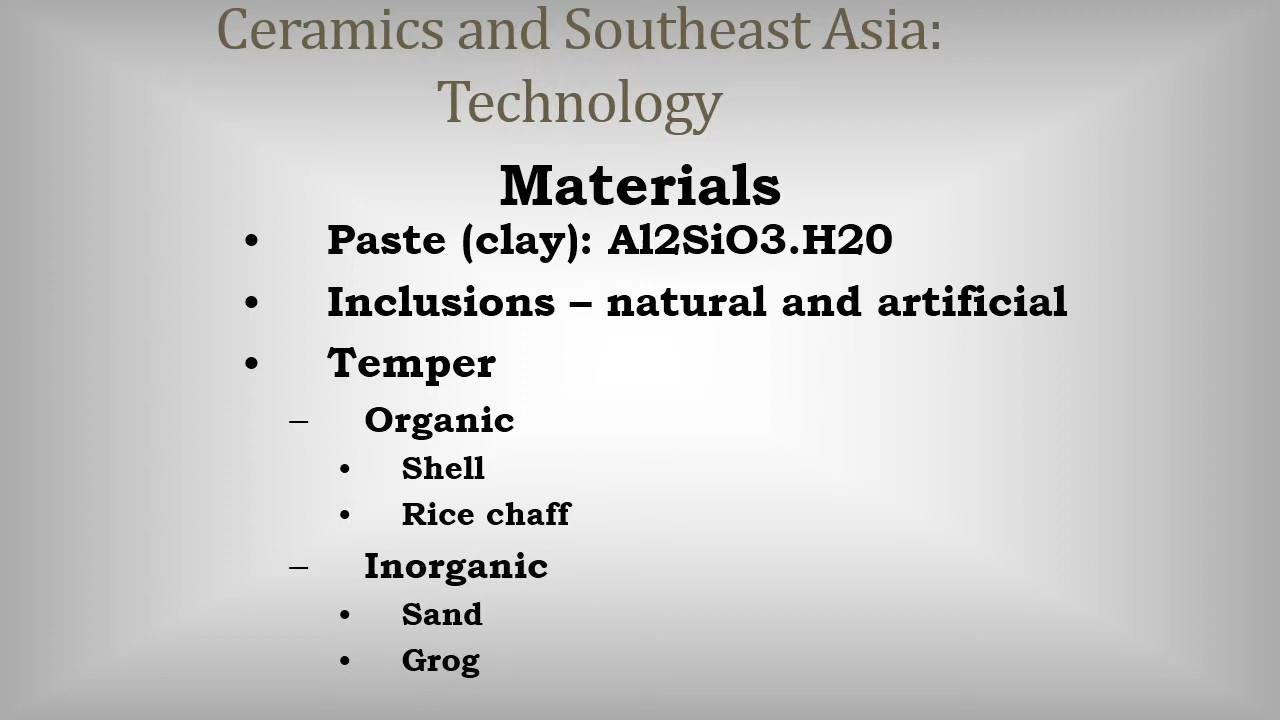 Ceramics and Southeast Asia:
Technology
Materials
• Paste (clay): Al2SiO3.H20
• Inclusions – natural and artificial
• Temper
– Organic
• Shell
• Rice chaff
– Inorganic
• Sand
• Grog